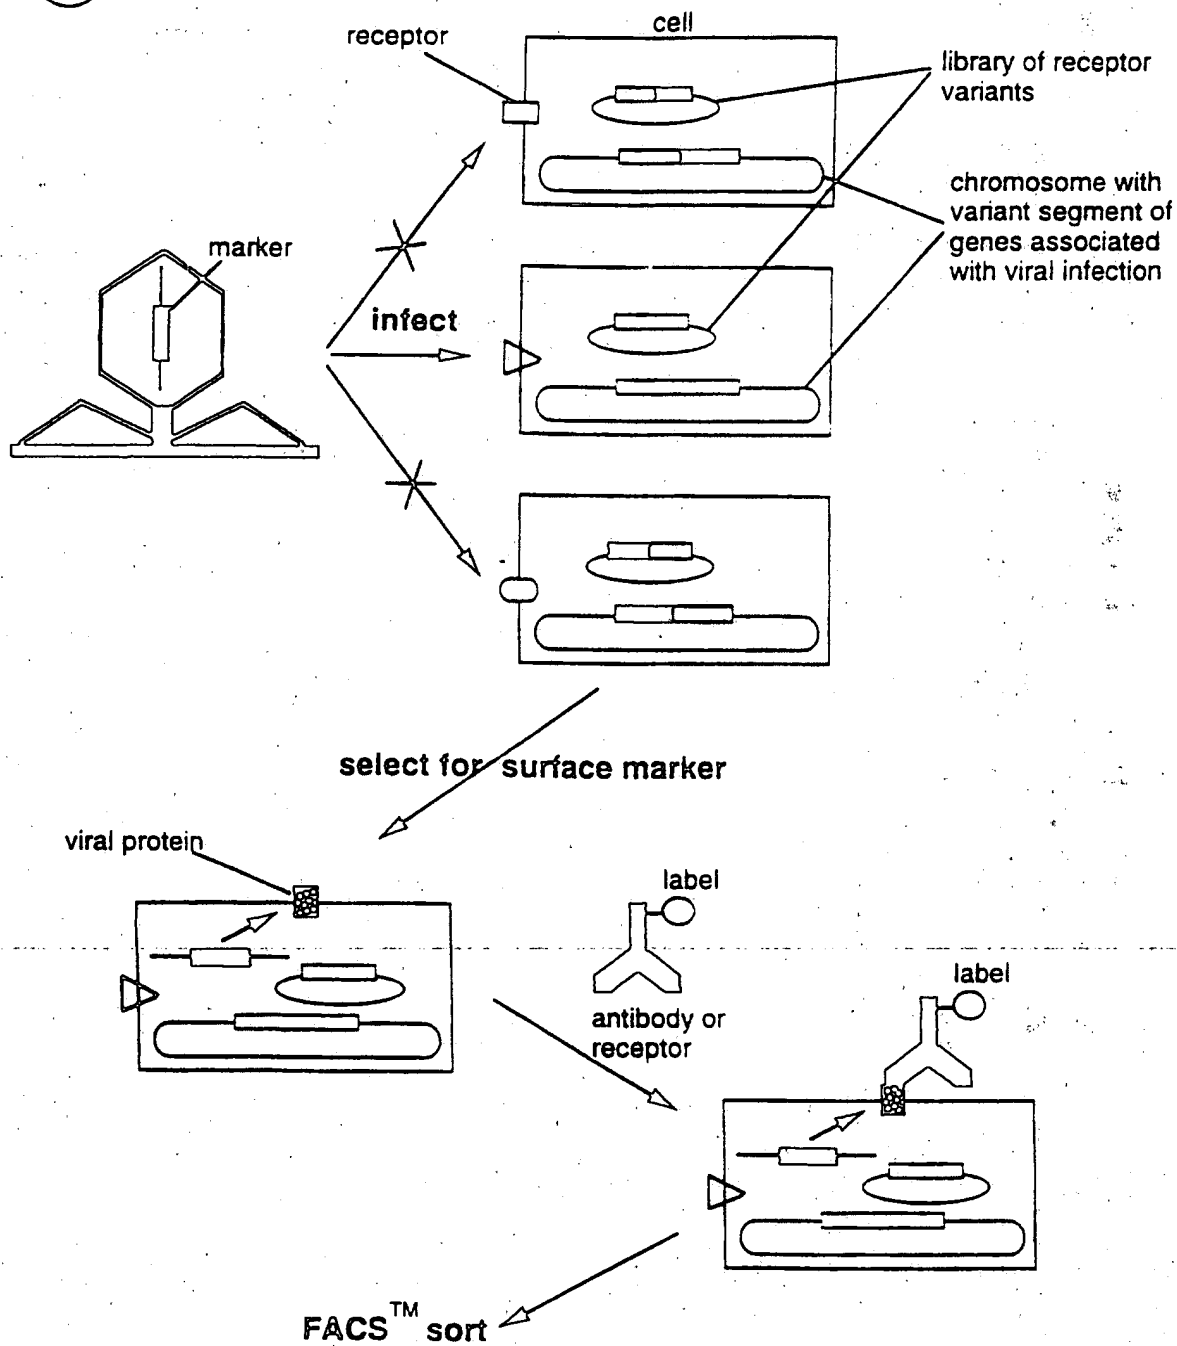 cell
receptor
library of receptor
variants
chromosome with
variant segment of
genes associated
with viral infection
marker
infect
select for surface marker
viral protein
label
antibody or
receptor
label
FACS™ sort